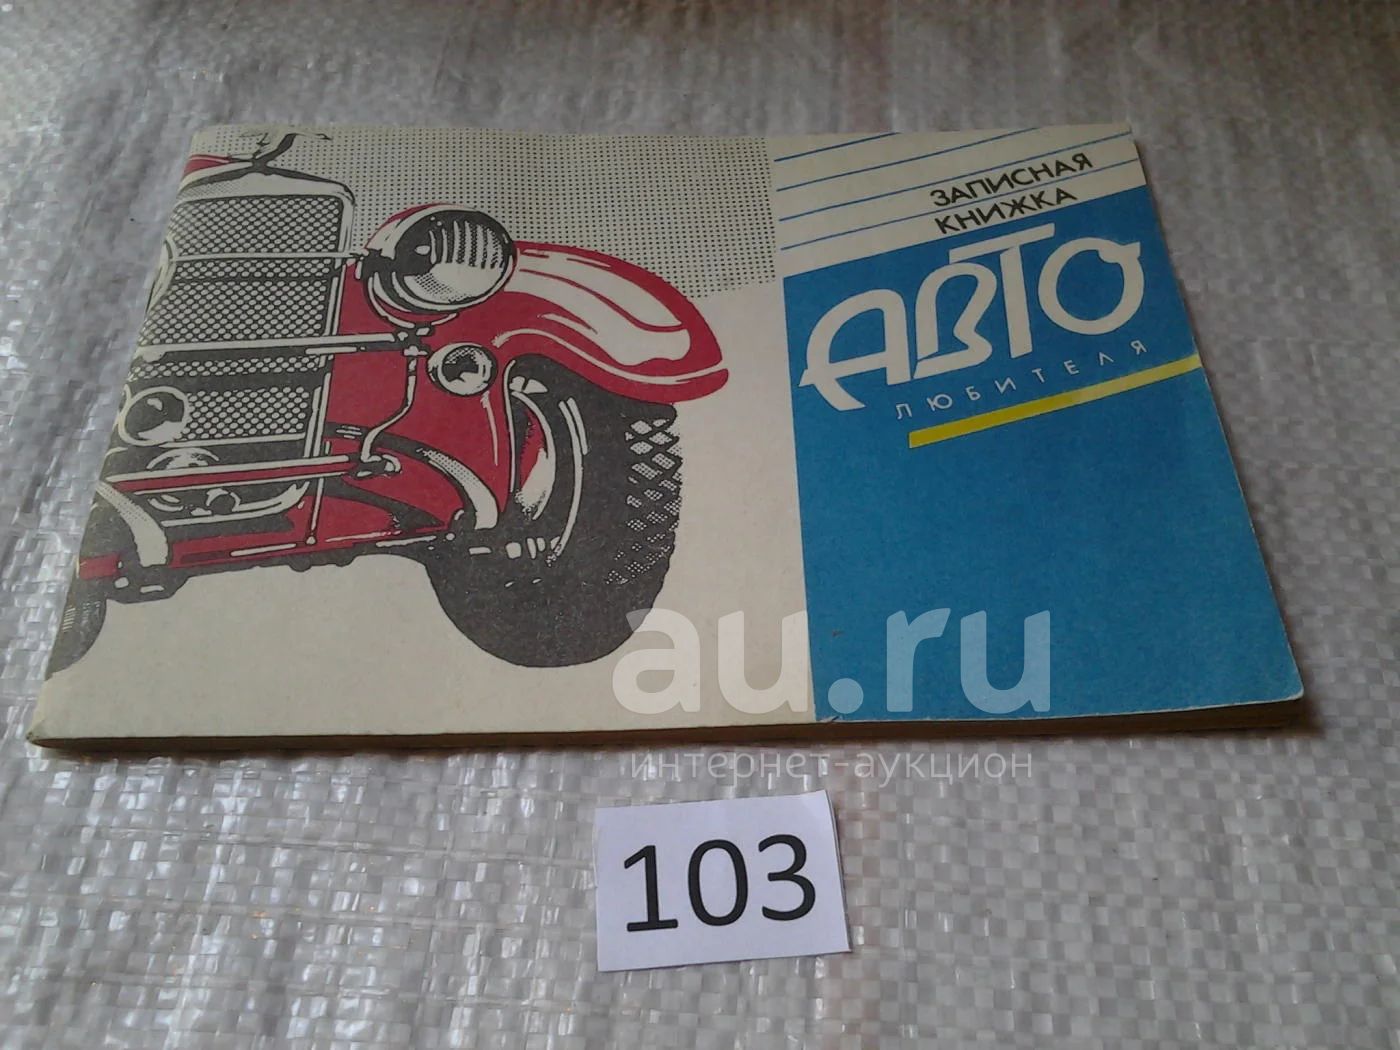 ЗАПИСНАЯ
КНИЖКА
АВТО
ЛЮБИТЕЛЯ
au.ru
интернет-аукцион
103